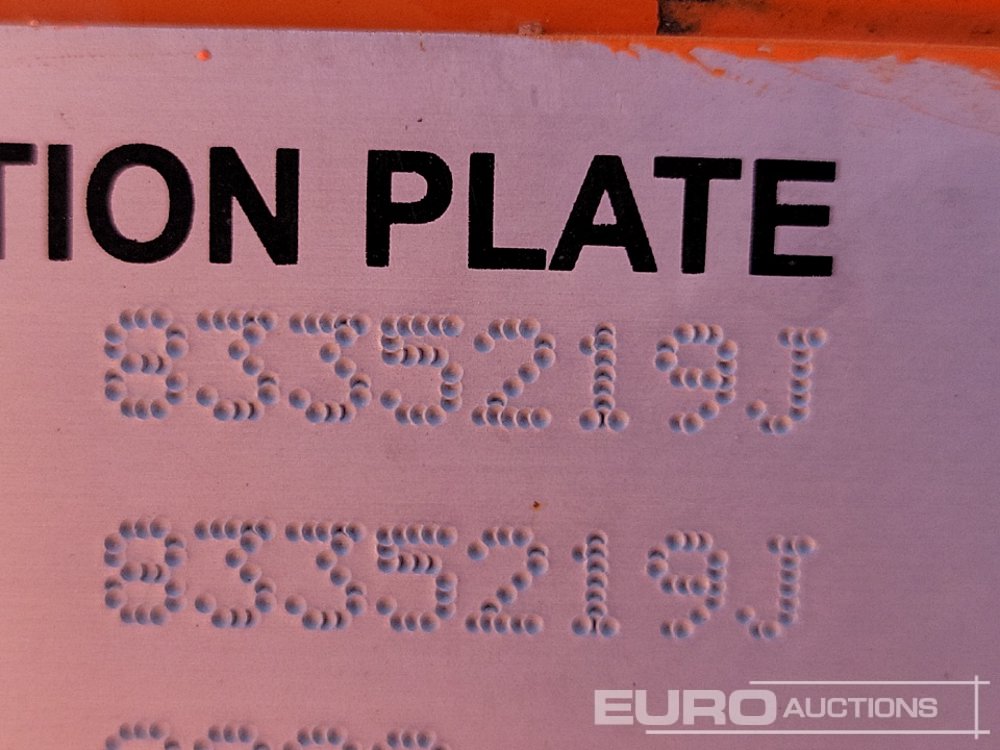 TION PLATE
8335219J
8335219J
EURO AUCTIONS